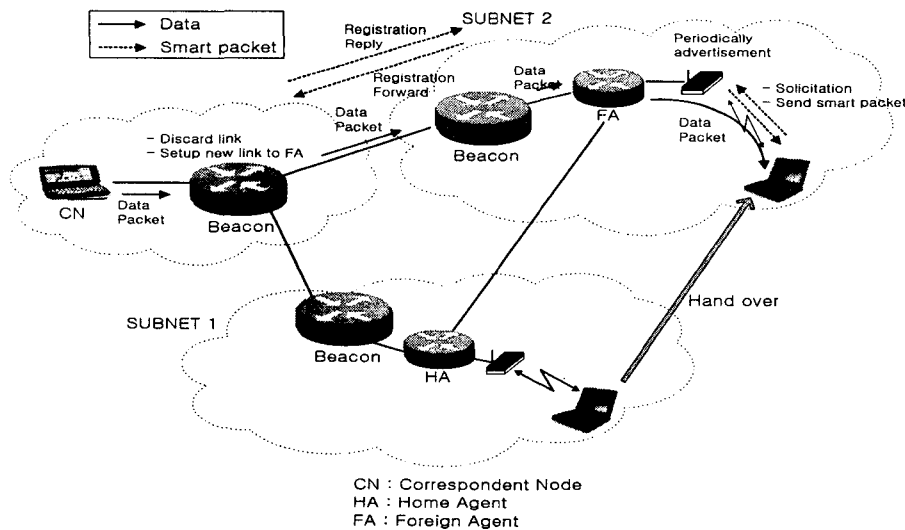 Data
Smart packet
SUBNET 2
Registration
Reply
Registration
Forward
Periodically
advertisement
- Solicitation
- Send smart packet
Data
Packet
FA
Data
Packet
Data
Packet
- Discard link
- Setup new link to FA
Beacon
CN
Data
Packet
Beacon
Hand over
SUBNET 1
Beacon
HA
CN : Correspondent Node
HA : Home Agent
FA : Foreign Agent